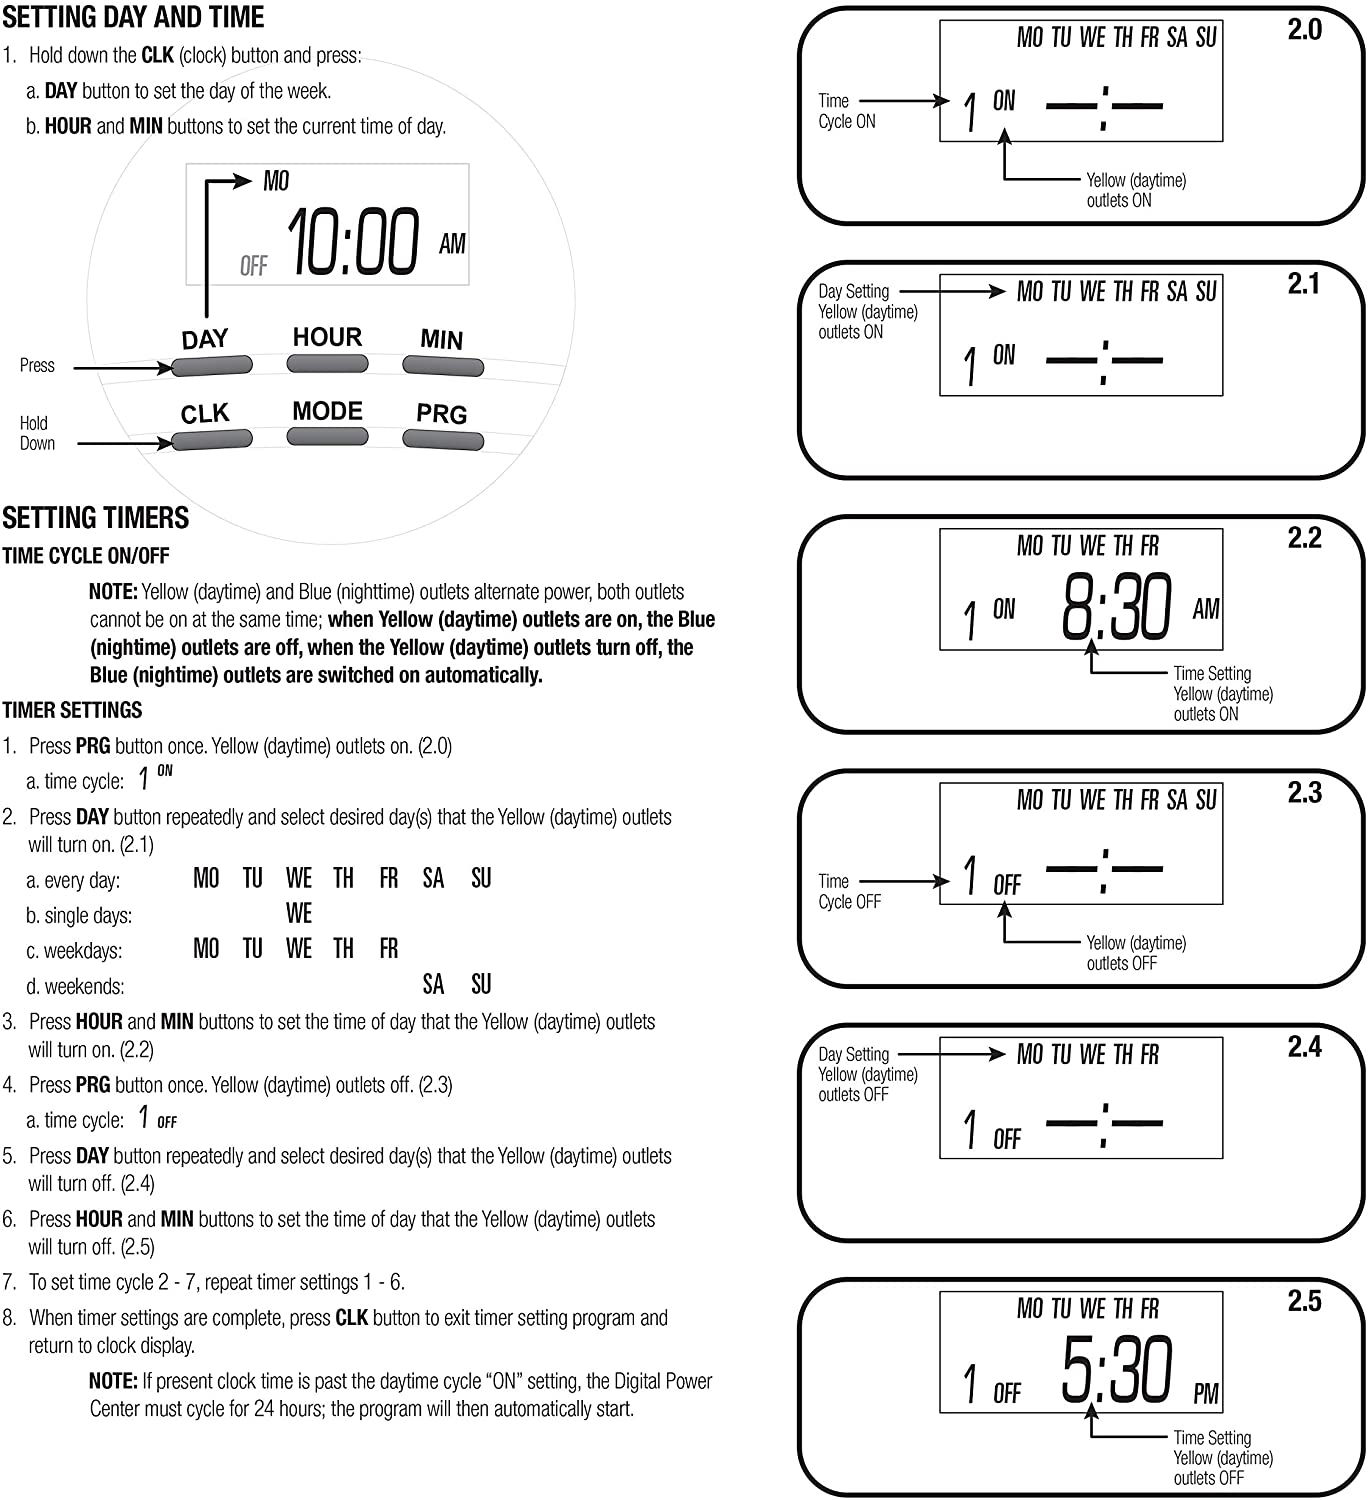 SETTING DAY AND TIME
1. Hold down the CLK (clock) button and press:
a. DAY button to set the day of the week.
b. HOUR and MIN buttons to set the current time of day.
MO
10:00 AM
OFF
DAY HOUR MIN
Press
CLK MODE PRG
Hold
Down
SETTING TIMERS
TIME CYCLE ON/OFF
NOTE: Yellow (daytime) and Blue (nighttime) outlets alternate power, both outlets
cannot be on at the same time; when Yellow (daytime) outlets are on, the Blue
(nightime) outlets are off, when the Yellow (daytime) outlets turn off, the
Blue (nightime) outlets are switched on automatically.
TIMER SETTINGS
1. Press PRG button once. Yellow (daytime) outlets on. (2.0)
a. time cycle: 1 ON
2. Press DAY button repeatedly and select desired day(s) that the Yellow (daytime) outlets
will turn on. (2.1)
a. every day: MO TU WE TH FR SA SU
b. single days: WE
c. weekdays: MO TU WE TH FR
d. weekends: SA SU
3. Press HOUR and MIN buttons to set the time of day that the Yellow (daytime) outlets
will turn on. (2.2)
4. Press PRG button once. Yellow (daytime) outlets off. (2.3)
a. time cycle: 1 OFF
5. Press DAY button repeatedly and select desired day(s) that the Yellow (daytime) outlets
will turn off. (2.4)
6. Press HOUR and MIN buttons to set the time of day that the Yellow (daytime) outlets
will turn off. (2.5)
7. To set time cycle 2 - 7, repeat timer settings 1 - 6.
8. When timer settings are complete, press CLK button to exit timer setting program and
return to clock display.
NOTE: If present clock time is past the daytime cycle “ON” setting, the Digital Power
Center must cycle for 24 hours; the program will then automatically start.
2.0
MO TU WE TH FR SA SU
1 ON —:—
Time
Cycle ON
Yellow (daytime)
outlets ON
2.1
MO TU WE TH FR SA SU
Day Setting
Yellow (daytime)
outlets ON
1 ON —:—
2.2
MO TU WE TH FR
1 ON 8:30 AM
Time Setting
Yellow (daytime)
outlets ON
2.3
MO TU WE TH FR SA SU
1 OFF —:—
Time
Cycle OFF
Yellow (daytime)
outlets OFF
2.4
MO TU WE TH FR
Day Setting
Yellow (daytime)
outlets OFF
1 OFF —:—
2.5
MO TU WE TH FR
1 OFF 5:30 PM
Time Setting
Yellow (daytime)
outlets OFF